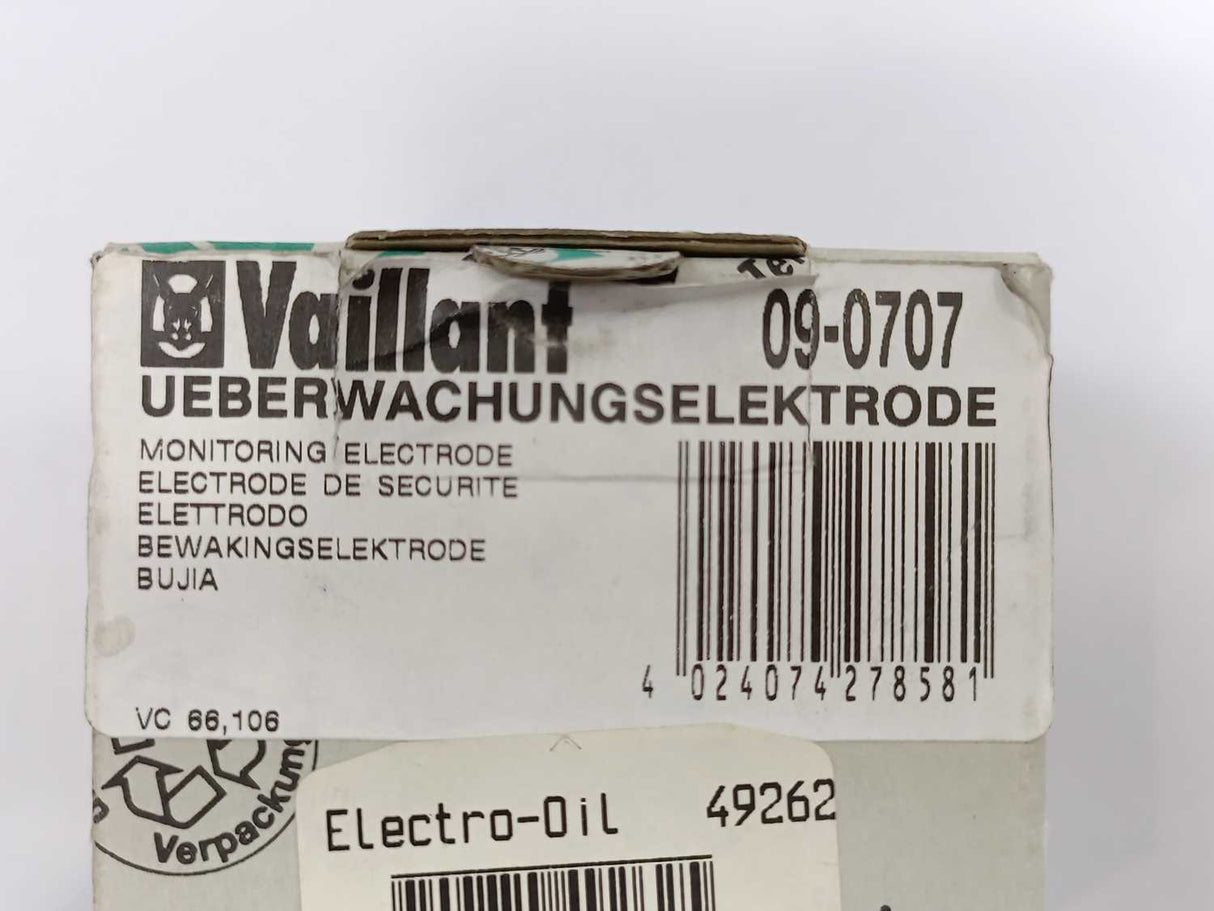 Vaillant 09-0707
UEBERWACHUNGSELEKTRODE
MONITORING ELECTRODE
ELECTRODE DE SECURITE
ELETTRODO
BEWAKINGSELEKTRODE
BUJIA
4 024074 278581
VC 66,106
Verpackung
Electro-Oil 49262